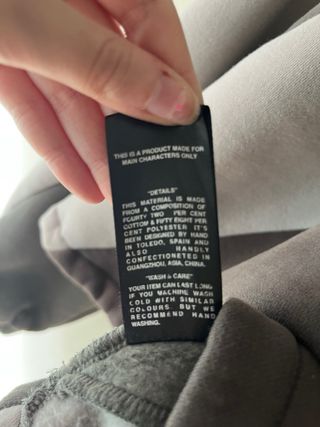 THIS IS A PRODUCT MADE FOR
MAIN CHARACTERS ONLY
"DETAILS"
THIS MATERIAL IS MADE
FROM A COMPOSITION OF
FOURTY TWO PER CENT
COTTON & FIFTY EIGHT PER
CENT POLYESTER IT'S
BEEN DESIGNED BY HAND
IN TOLEDO, SPAIN AND
ALSO HANDLY
CONFECTIONETED IN
GUANGZHOU, ASIA, CHINA.
"WASH & CARE"
YOUR ITEM CAN LAST LONG
IF YOU MACHINE WASH
COLD WITH SIMILAR
COLOURS. BUT WE
RECOMMEND HAND
WASHING.